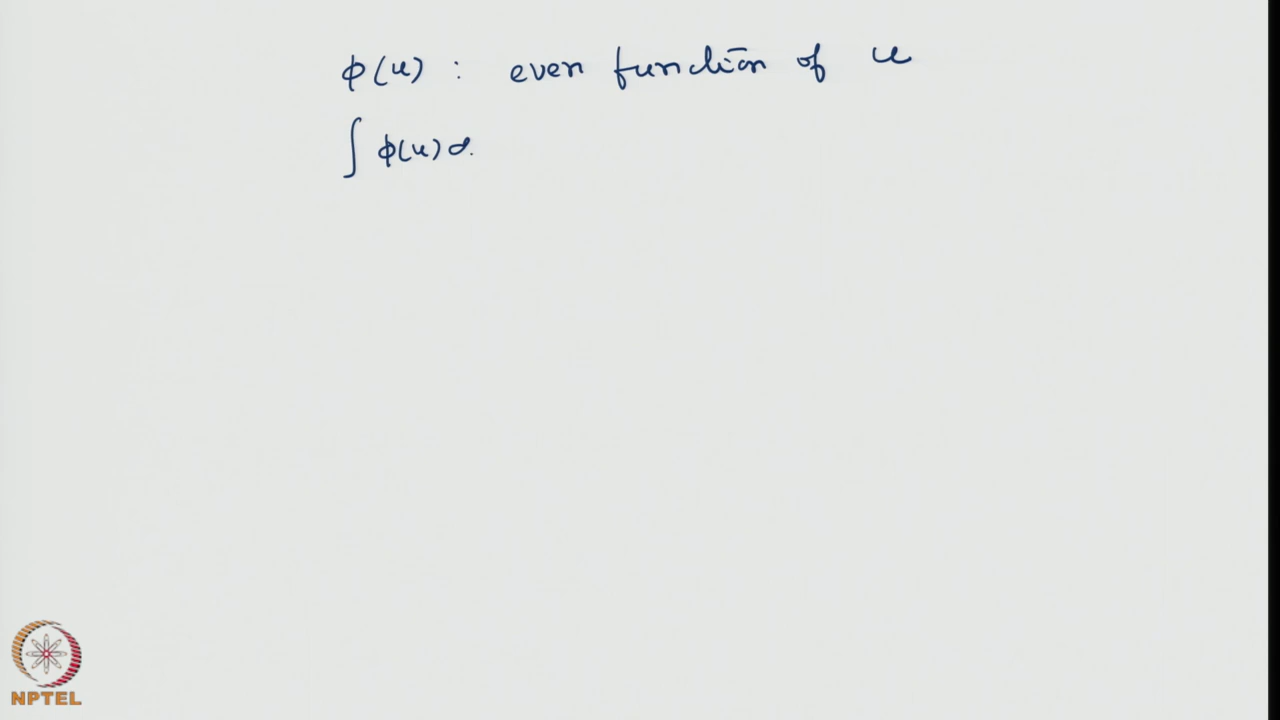 ϕ(u) : even function of u
∫ ϕ(u) d
NPTEL